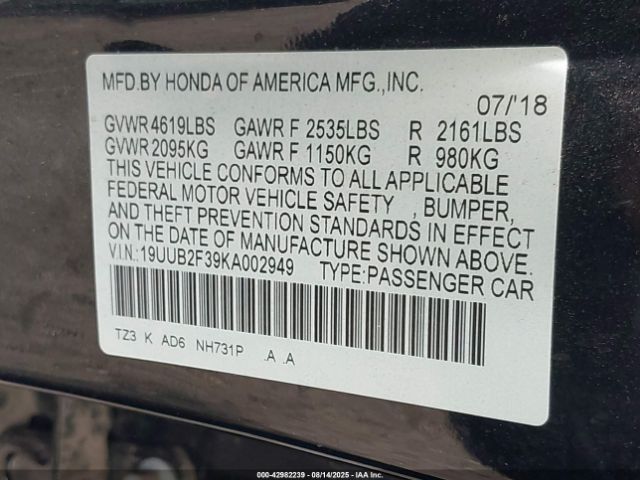 MFD.BY HONDA OF AMERICA MFG.,INC.
07/'18
GVWR 4619LBS GAWR F 2535LBS R 2161LBS
GVWR 2095KG GAWR F 1150KG R 980KG
THIS VEHICLE CONFORMS TO ALL APPLICABLE
FEDERAL MOTOR VEHICLE SAFETY , BUMPER,
AND THEFT PREVENTION STANDARDS IN EFFECT
ON THE DATE OF MANUFACTURE SHOWN ABOVE.
V.I.N.:19UUB2F39KA002949 TYPE:PASSENGER CAR
TZ3 K AD6 NH731P .A .A
000-42982239 - 08/14/2025 - IAA Inc.